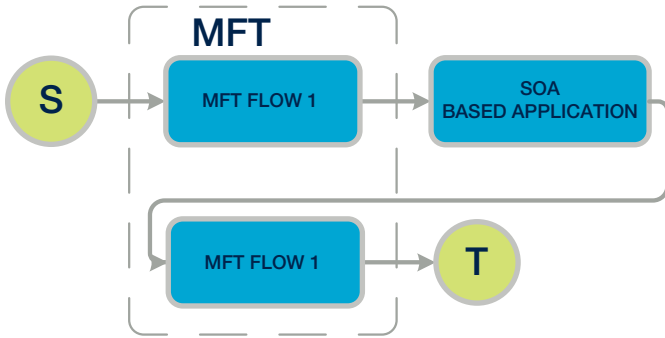 MFT
S
MFT FLOW 1
SOA
BASED APPLICATION
MFT FLOW 1
T